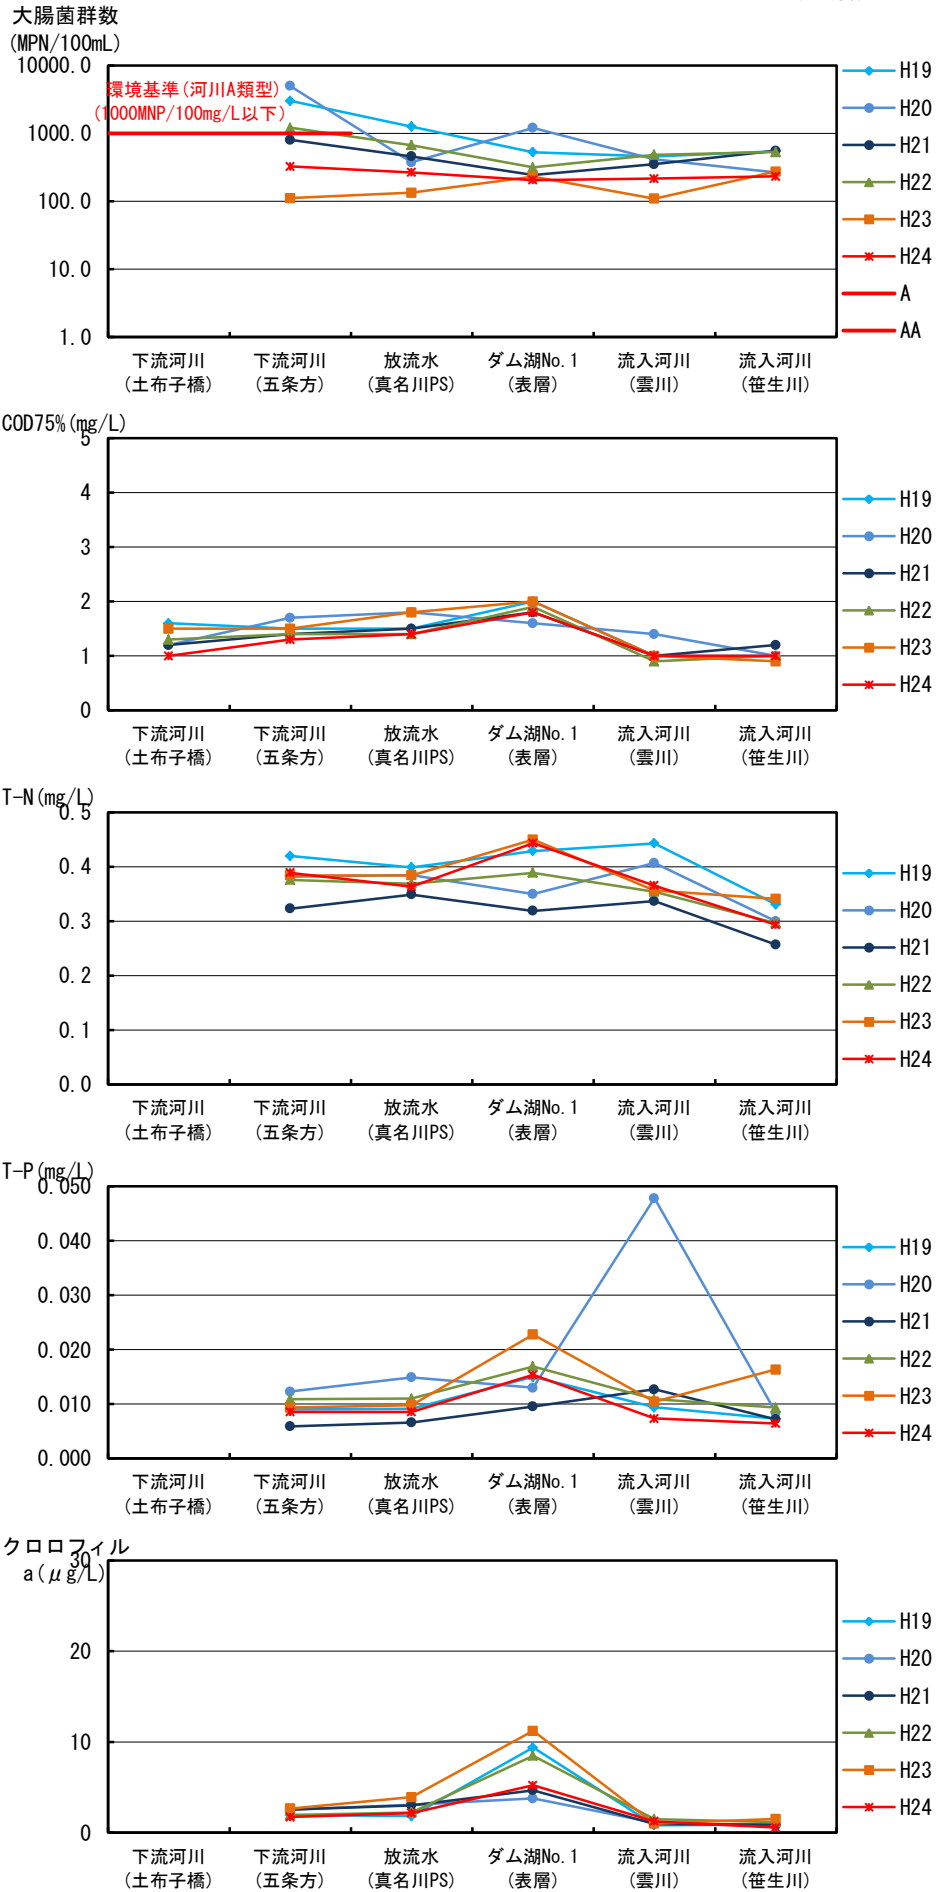 大腸菌群数
(MPN/100mL)
10000.0
1000.0
100.0
10.0
1.0
環境基準(河川A類型)
(1000MNP/100mg/L以下)
H19
H20
H21
H22
H23
H24
A
AA
下流河川
(土布子橋)
下流河川
(五条方)
放流水
(真名川PS)
ダム湖No.1
(表層)
流入河川
(雲川)
流入河川
(笹生川)
COD75%(mg/L)
5
4
3
2
1
0
H19
H20
H21
H22
H23
H24
下流河川
(土布子橋)
下流河川
(五条方)
放流水
(真名川PS)
ダム湖No.1
(表層)
流入河川
(雲川)
流入河川
(笹生川)
T-N(mg/L)
0.5
0.4
0.3
0.2
0.1
0.0
H19
H20
H21
H22
H23
H24
下流河川
(土布子橋)
下流河川
(五条方)
放流水
(真名川PS)
ダム湖No.1
(表層)
流入河川
(雲川)
流入河川
(笹生川)
T-P(mg/L)
0.050
0.040
0.030
0.020
0.010
0.000
H19
H20
H21
H22
H23
H24
下流河川
(土布子橋)
下流河川
(五条方)
放流水
(真名川PS)
ダム湖No.1
(表層)
流入河川
(雲川)
流入河川
(笹生川)
クロロフィル
a(μg/L)
30
20
10
0
H19
H20
H21
H22
H23
H24
下流河川
(土布子橋)
下流河川
(五条方)
放流水
(真名川PS)
ダム湖No.1
(表層)
流入河川
(雲川)
流入河川
(笹生川)